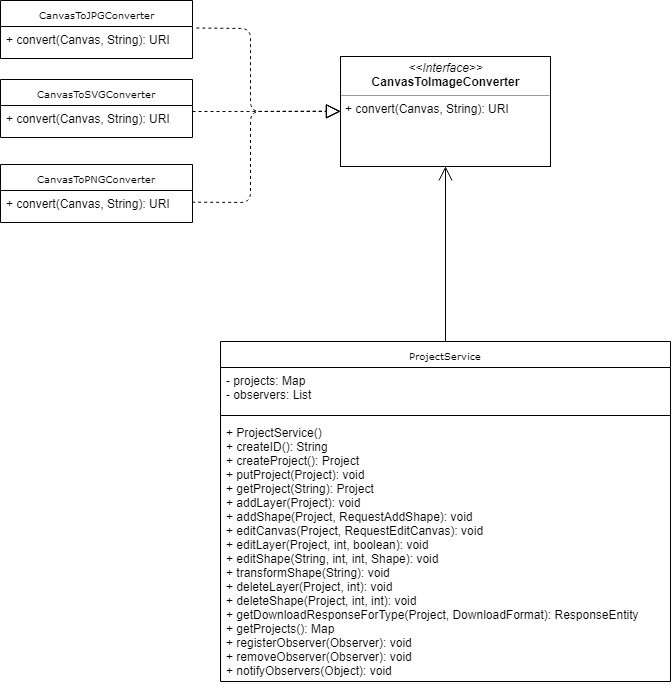 CanvasToJPGConverter
+ convert(Canvas, String): URI
CanvasToSVGConverter
+ convert(Canvas, String): URI
CanvasToPNGConverter
+ convert(Canvas, String): URI
<<Interface>>
CanvasToImageConverter
+ convert(Canvas, String): URI
ProjectService
- projects: Map
- observers: List
+ ProjectService()
+ createID(): String
+ createProject(): Project
+ putProject(Project): void
+ getProject(String): Project
+ addLayer(Project): void
+ addShape(Project, RequestAddShape): void
+ editCanvas(Project, RequestEditCanvas): void
+ editLayer(Project, int, boolean): void
+ editShape(String, int, int, Shape): void
+ transformShape(String): void
+ deleteLayer(Project, int): void
+ deleteShape(Project, int, int): void
+ getDownloadResponseForType(Project, DownloadFormat): ResponseEntity
+ getProjects(): Map
+ registerObserver(Observer): void
+ removeObserver(Observer): void
+ notifyObservers(Object): void